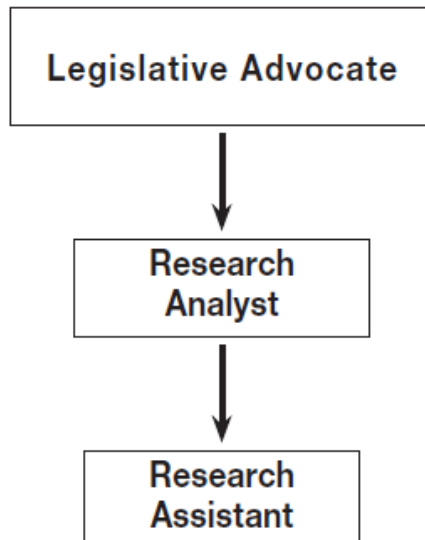 Legislative Advocate
Research
Analyst
Research
Assistant